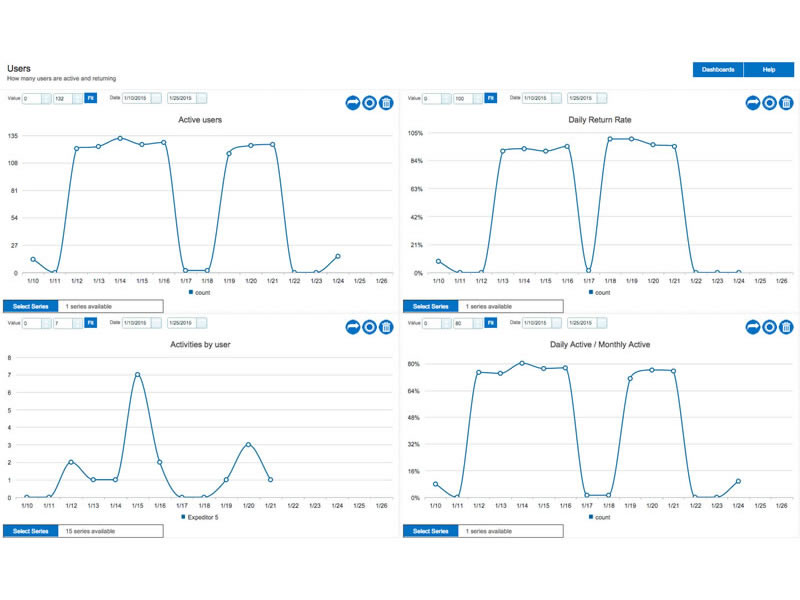 Users
How many users are active and returning
Dashboards Help
Value 0 132 Fit Date 1/10/2015 1/25/2015
Active users
135
108
81
54
27
0
1/10 1/11 1/12 1/13 1/14 1/15 1/16 1/17 1/18 1/19 1/20 1/21 1/22 1/23 1/24 1/25 1/26
count
Select Series 1 series available
Value 0 100 Fit Date 1/10/2015 1/25/2015
Daily Return Rate
105%
84%
63%
42%
21%
0%
1/10 1/11 1/12 1/13 1/14 1/15 1/16 1/17 1/18 1/19 1/20 1/21 1/22 1/23 1/24 1/25 1/26
count
Select Series 1 series available
Value 0 7 Fit Date 1/10/2015 1/25/2015
Activities by user
8
7
6
5
4
3
2
1
0
1/10 1/11 1/12 1/13 1/14 1/15 1/16 1/17 1/18 1/19 1/20 1/21 1/22 1/23 1/24 1/25 1/26
Expeditor 5
Select Series 15 series available
Value 0 80 Fit Date 1/10/2015 1/25/2015
Daily Active / Monthly Active
80%
64%
48%
32%
16%
0%
1/10 1/11 1/12 1/13 1/14 1/15 1/16 1/17 1/18 1/19 1/20 1/21 1/22 1/23 1/24 1/25 1/26
count
Select Series 1 series available